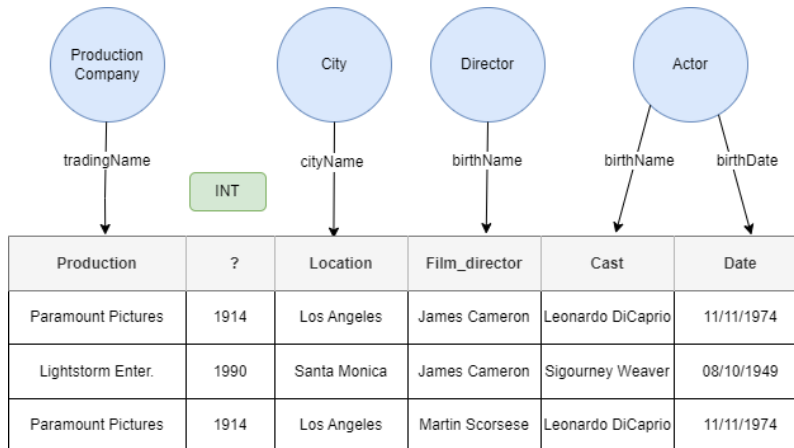 Production
Company
City
Director
Actor
tradingName
cityName
birthName
birthName
birthDate
INT
Production ? Location Film_director Cast Date
Paramount Pictures 1914 Los Angeles James Cameron Leonardo DiCaprio 11/11/1974
Lightstorm Enter. 1990 Santa Monica James Cameron Sigourney Weaver 08/10/1949
Paramount Pictures 1914 Los Angeles Martin Scorsese Leonardo DiCaprio 11/11/1974